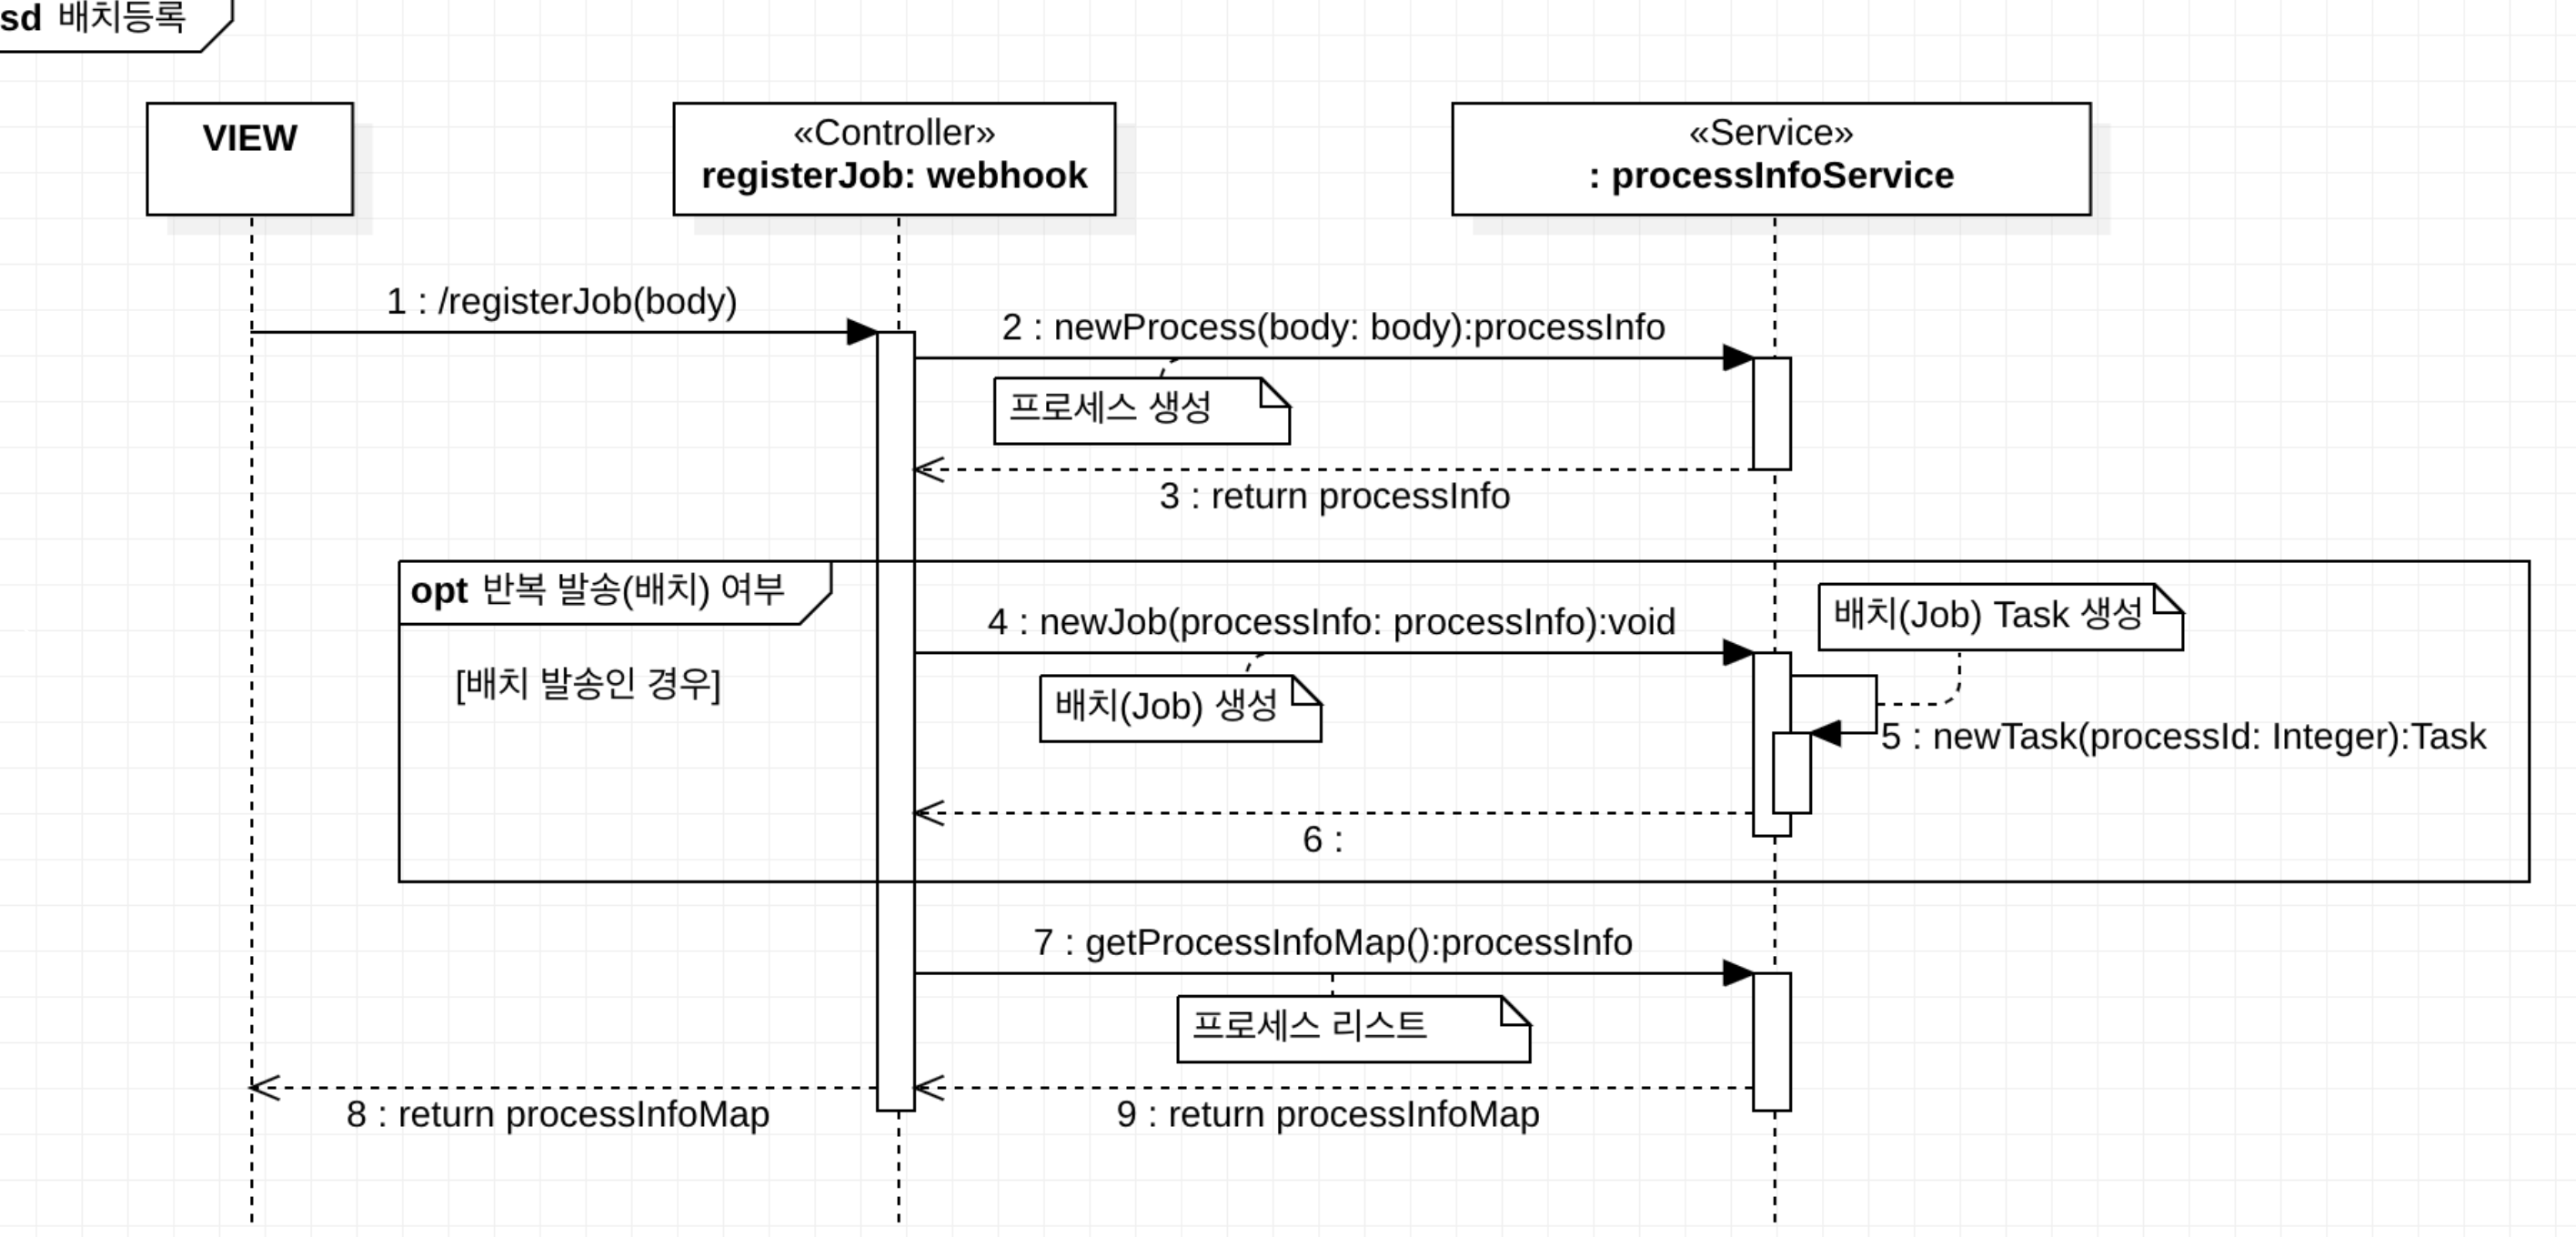 sd 배치등록
VIEW
«Controller»
registerJob: webhook
«Service»
: processInfoService
1 : /registerJob(body)
2 : newProcess(body: body):processInfo
프로세스 생성
3 : return processInfo
opt 반복 발송(배치) 여부
배치(Job) Task 생성
4 : newJob(processInfo: processInfo):void
[배치 발송인 경우]
배치(Job) 생성
5 : newTask(processId: Integer):Task
6 :
7 : getProcessInfoMap():processInfo
프로세스 리스트
8 : return processInfoMap
9 : return processInfoMap